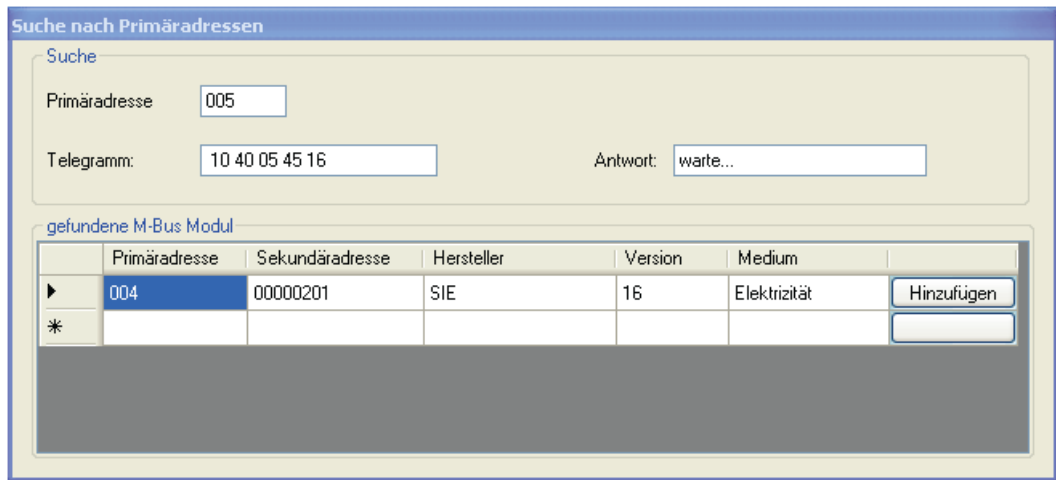 Suche nach Primäradressen
Suche
Primäradresse 005
Telegramm: 10 40 05 45 16 Antwort: warte...
gefundene M-Bus Modul
Primäradresse Sekundäradresse Hersteller Version Medium
004 00000201 SIE 16 Elektrizität Hinzufügen